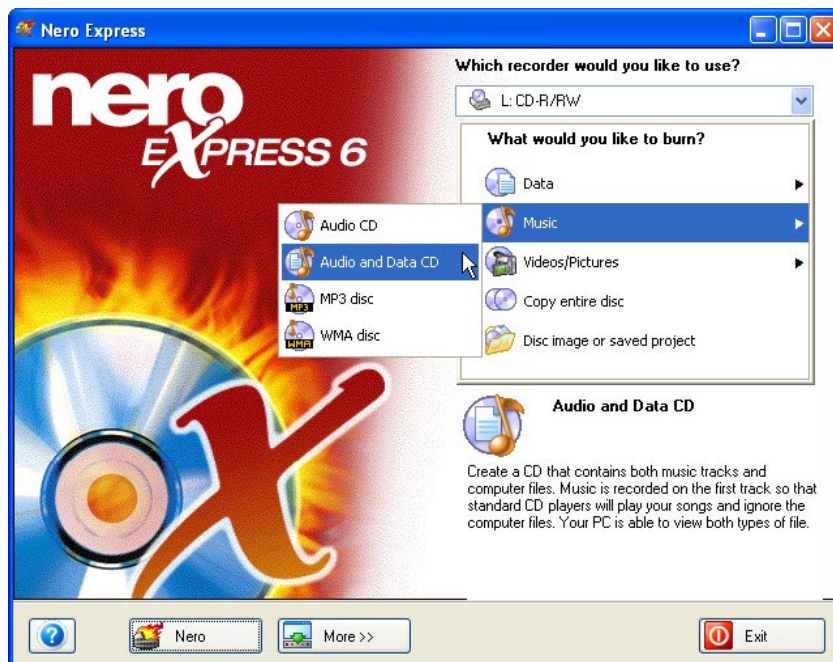 Nero Express
Which recorder would you like to use?
nero
EXPRESS 6
L: CD-R/RW
What would you like to burn?
Data
Music
Videos/Pictures
Copy entire disc
Disc image or saved project
Audio CD
Audio and Data CD
MP3 disc
MP3
WMA disc
WMA
Audio and Data CD
Create a CD that contains both music tracks and
computer files. Music is recorded on the first track so that
standard CD players will play your songs and ignore the
computer files. Your PC is able to view both types of file.
X
?
Nero
More >>
Exit